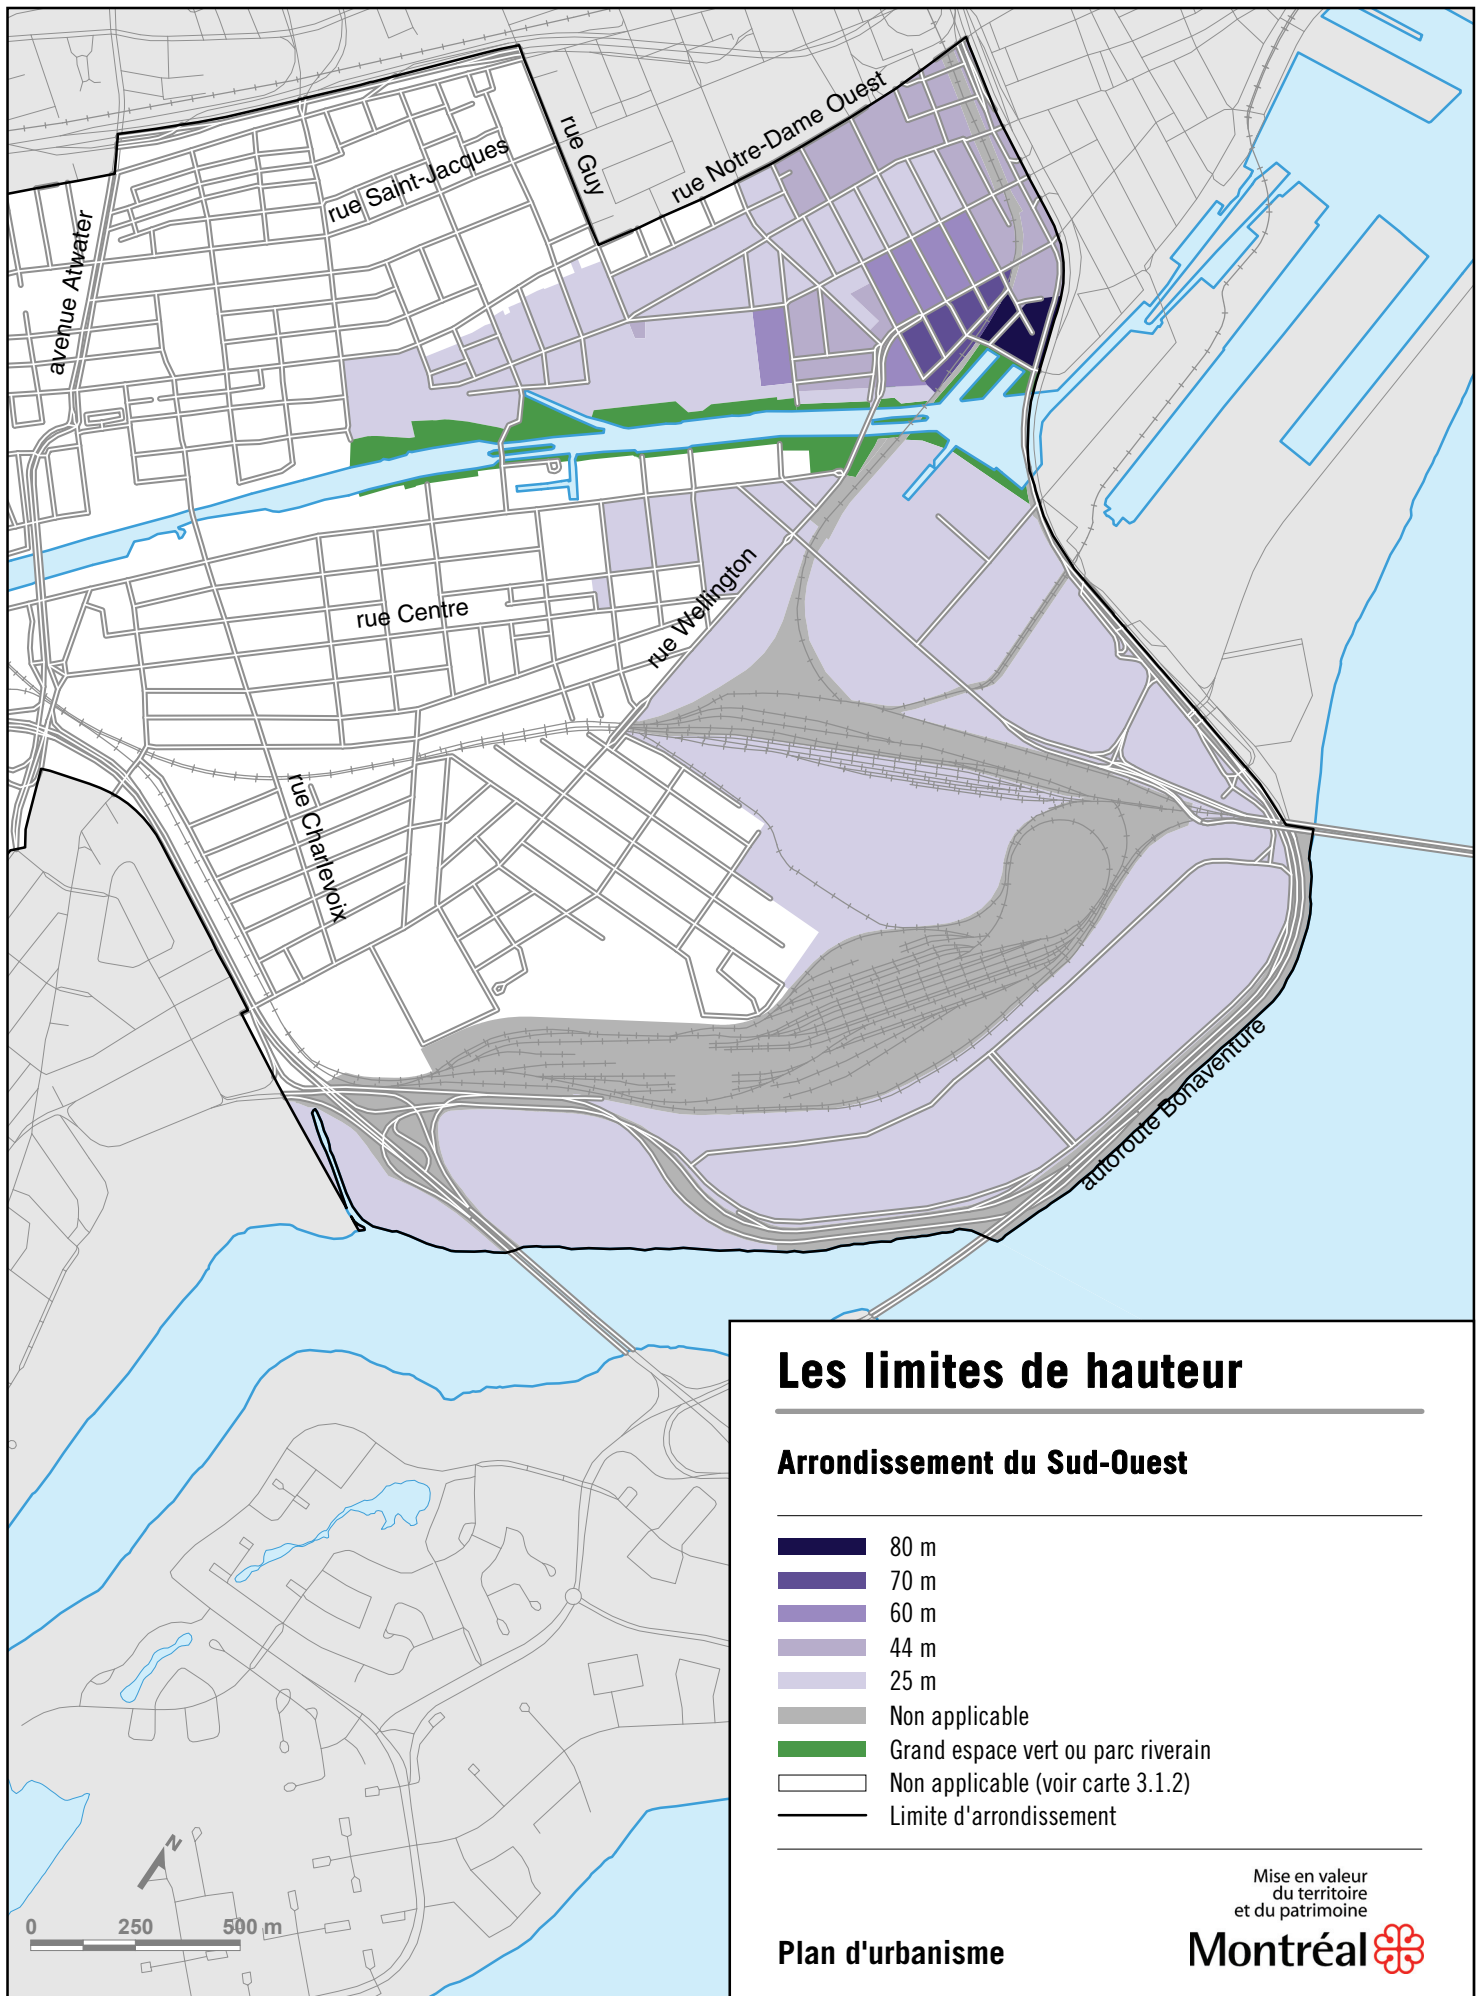 rue Notre-Dame Ouest
rue Guy
rue Saint-Jacques
avenue Atwater
rue Centre
rue Wellington
rue Charlevoix
autoroute Bonaventure
Les limites de hauteur
Arrondissement du Sud-Ouest
80 m
70 m
60 m
44 m
25 m
Non applicable
Grand espace vert ou parc riverain
Non applicable (voir carte 3.1.2)
Limite d'arrondissement
N
0 250 500 m
Mise en valeur
du territoire
et du patrimoine
Plan d'urbanisme
Montréal